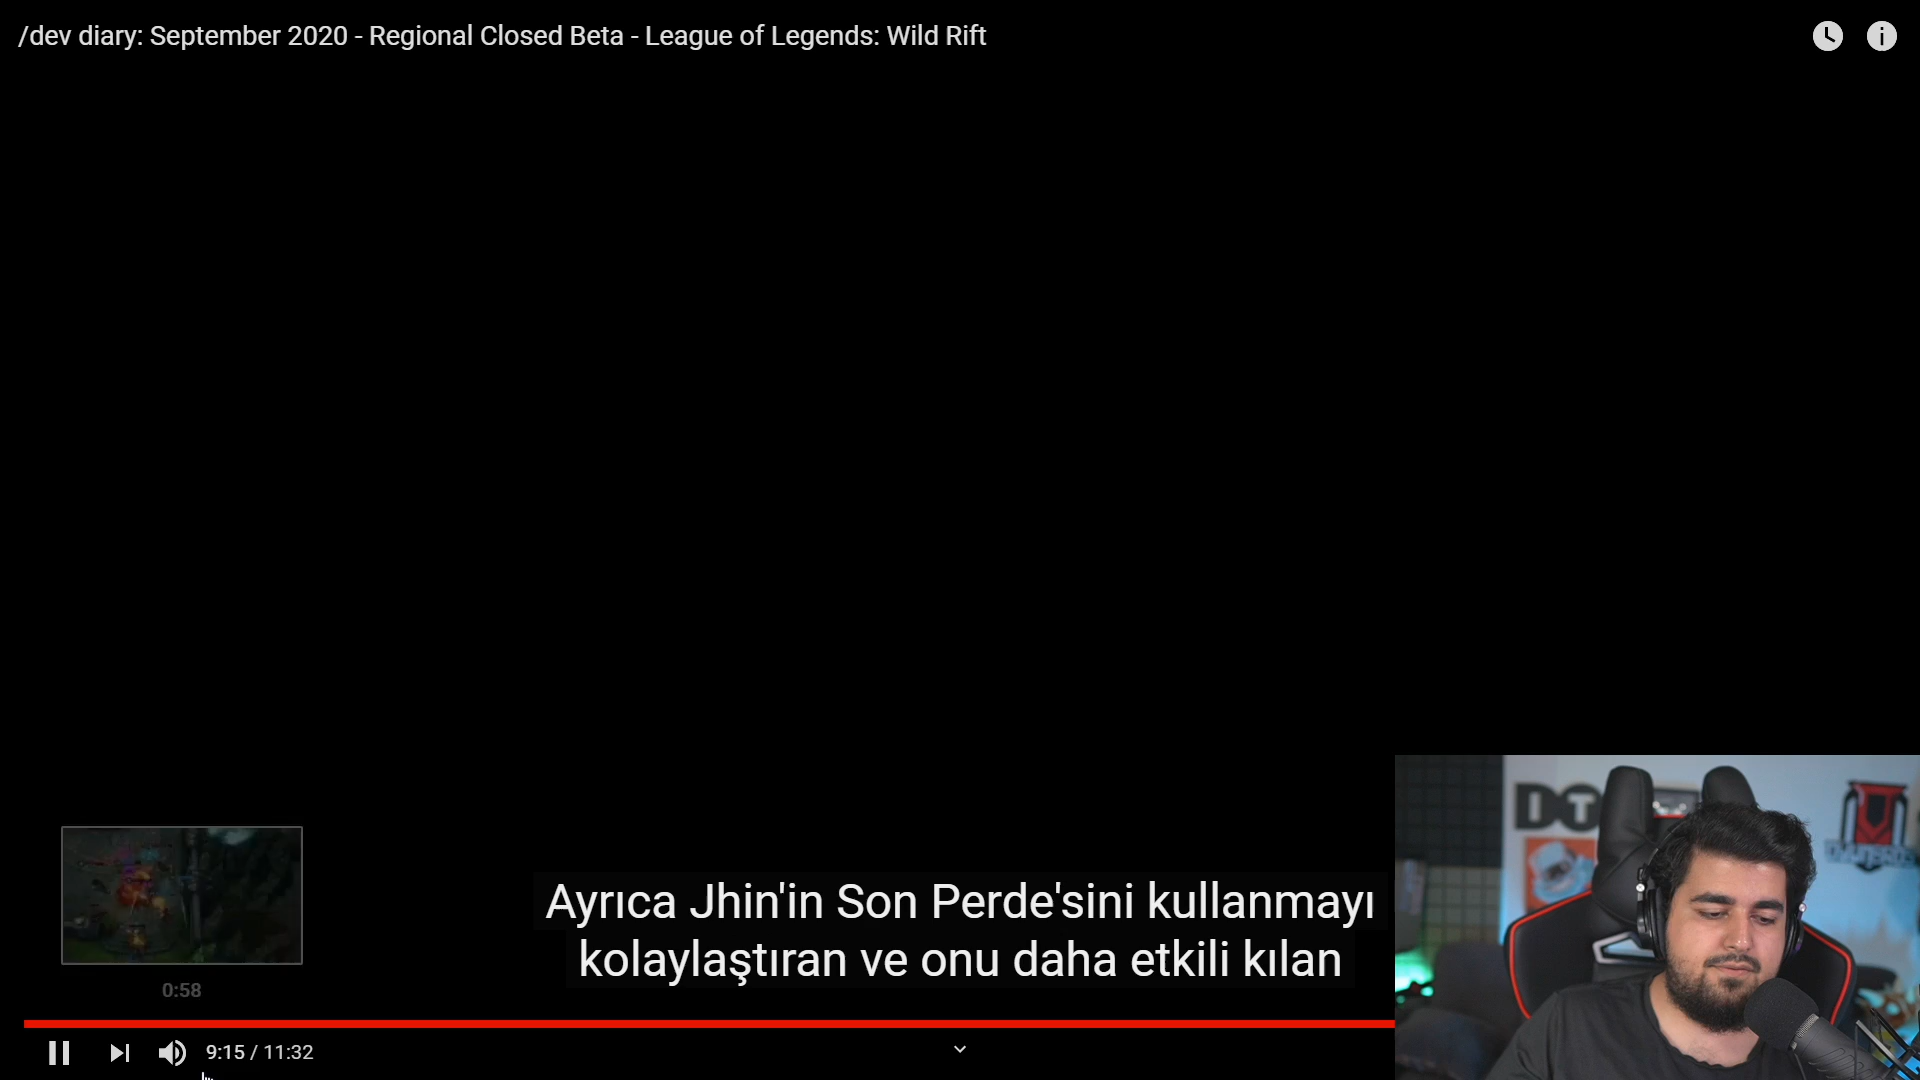 /dev diary: September 2020 - Regional Closed Beta - League of Legends: Wild Rift
Ayrıca Jhin'in Son Perde'sini kullanmayı
kolaylaştıran ve onu daha etkili kılan
0:58
9:15 / 11:32